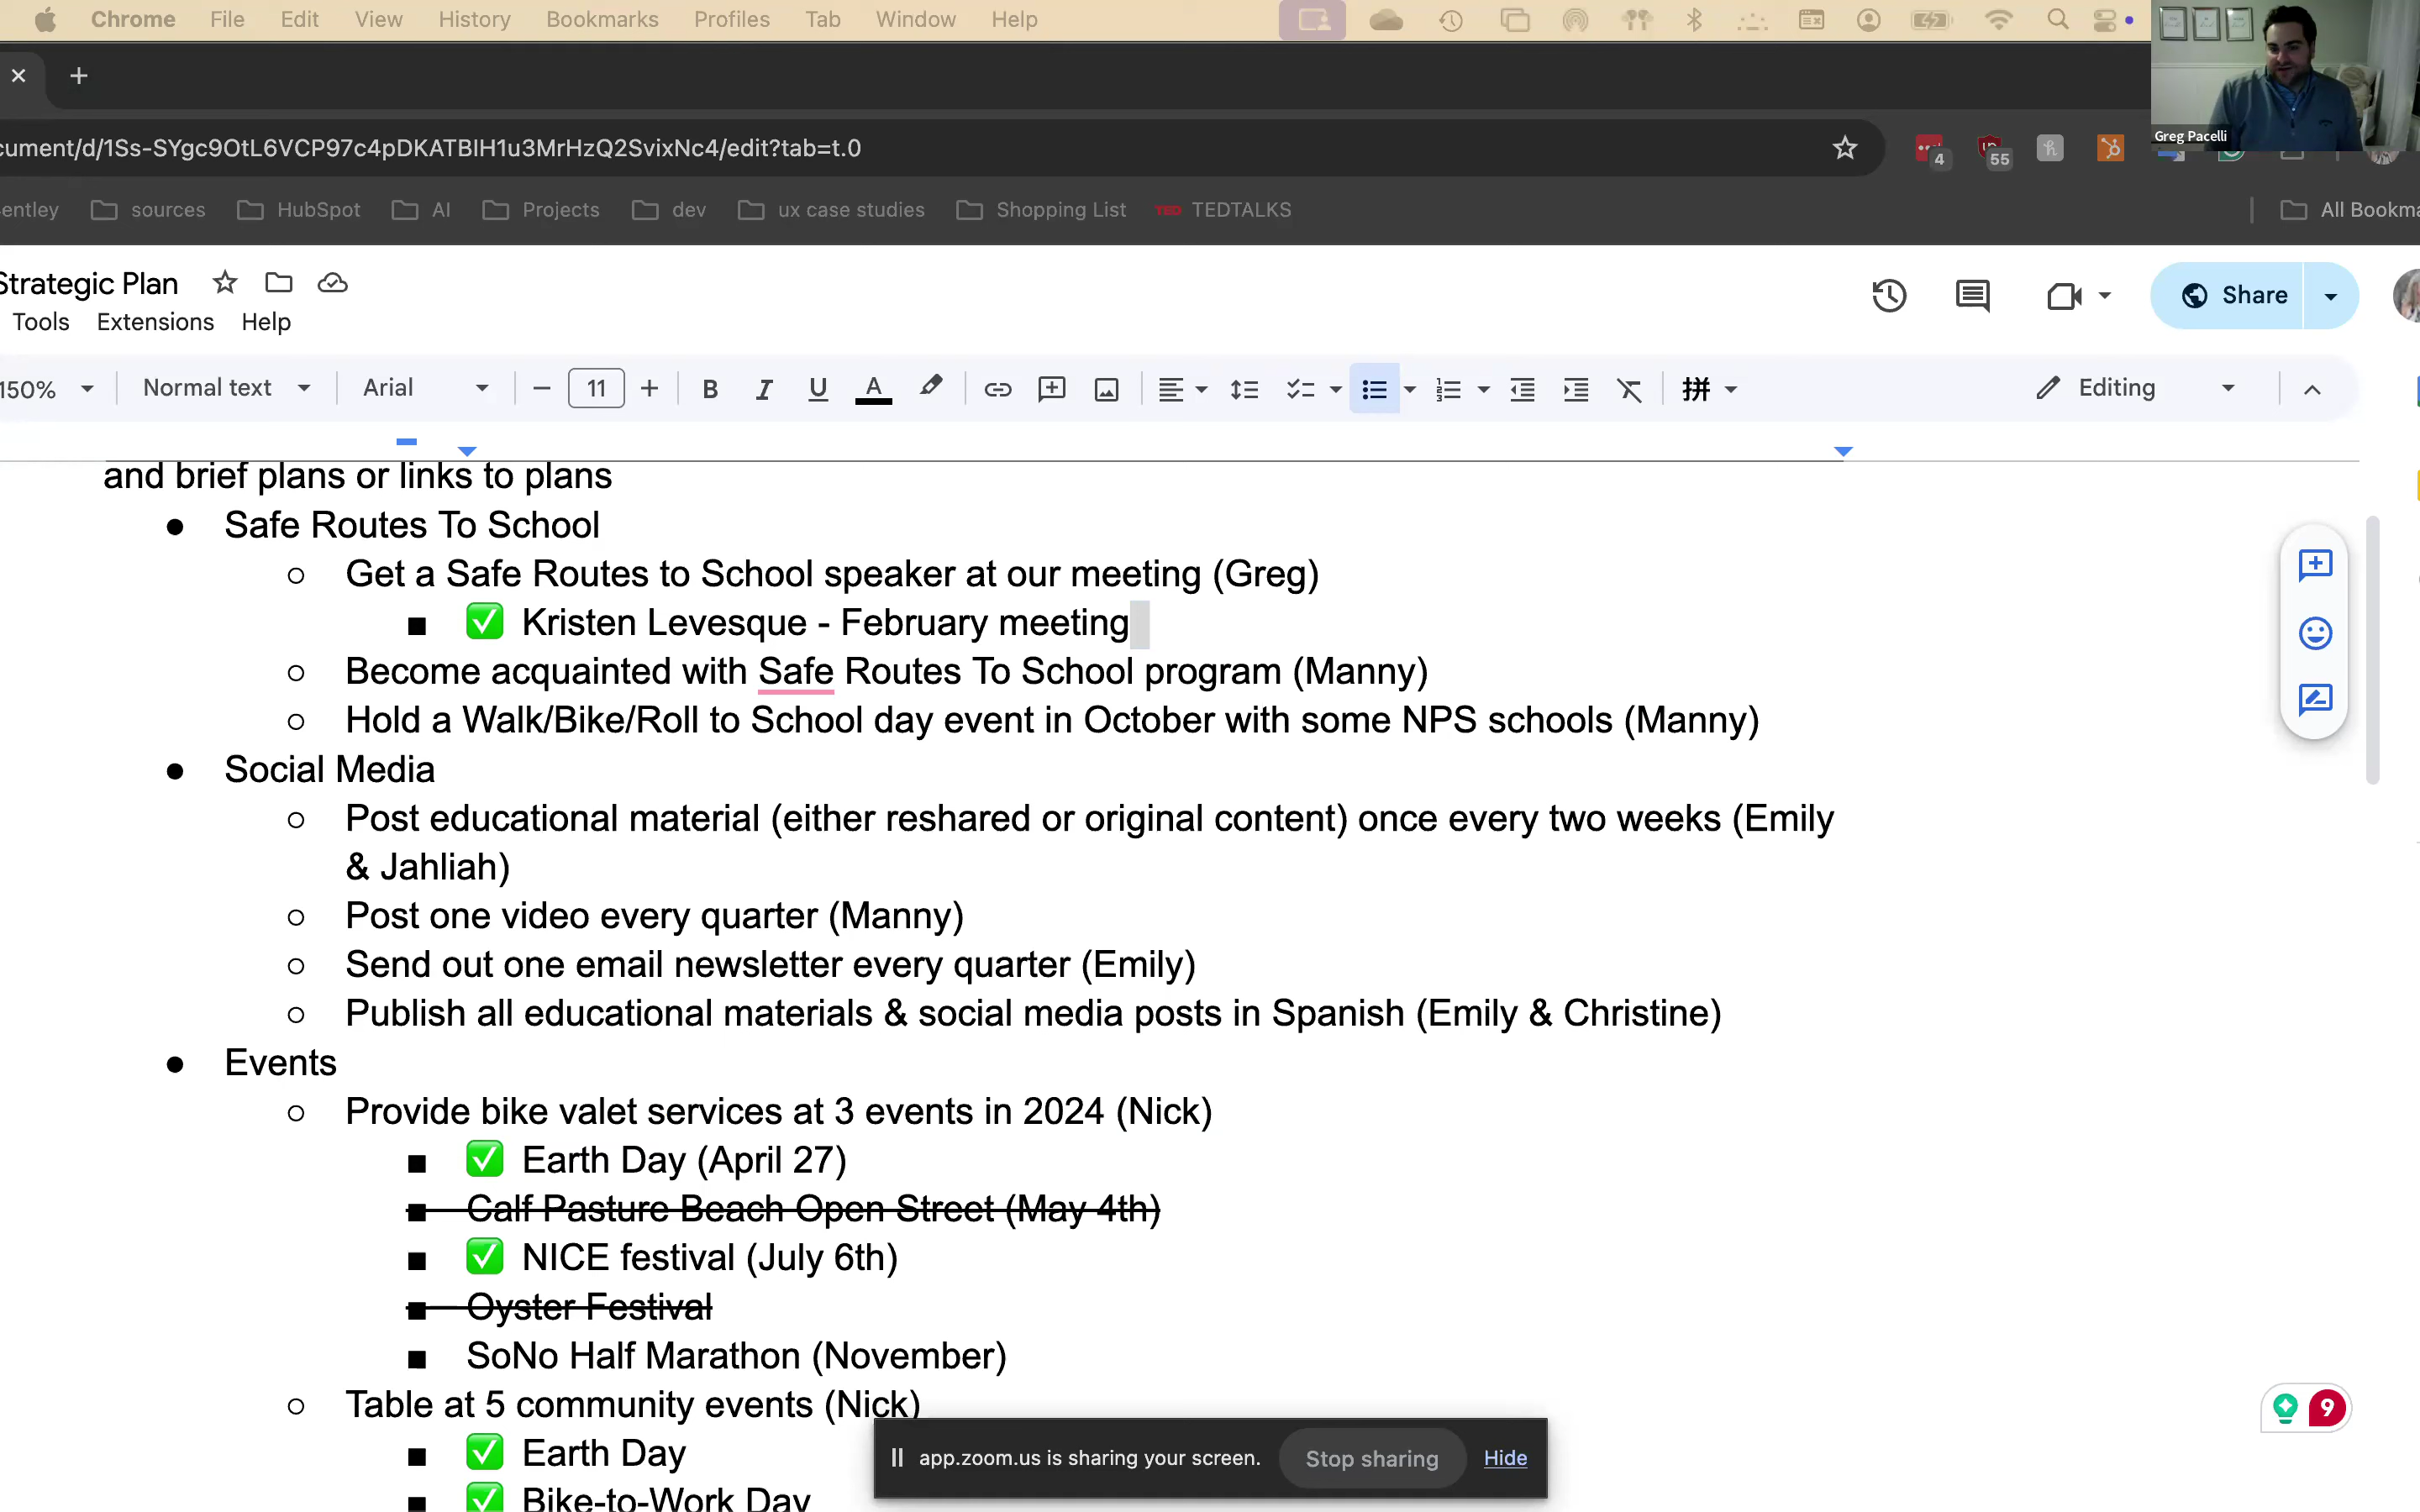 Chrome File Edit View History Bookmarks Profiles Tab Window Help
Greg Pacelli
cument/d/1Ss-SYgc9OtL6VCP97c4pDKATBIH1u3MrHzQ2SvixNc4/edit?tab=t.0
4 55
entley sources HubSpot AI Projects dev ux case studies Shopping List TED TEDTALKS All Bookma
Strategic Plan
Share
Tools Extensions Help
150% Normal text Arial 11 B I U A 拼 Editing
and brief plans or links to plans
● Safe Routes To School
○ Get a Safe Routes to School speaker at our meeting (Greg)
■ ✅ Kristen Levesque - February meeting
○ Become acquainted with Safe Routes To School program (Manny)
○ Hold a Walk/Bike/Roll to School day event in October with some NPS schools (Manny)
● Social Media
○ Post educational material (either reshared or original content) once every two weeks (Emily
& Jahliah)
○ Post one video every quarter (Manny)
○ Send out one email newsletter every quarter (Emily)
○ Publish all educational materials & social media posts in Spanish (Emily & Christine)
● Events
○ Provide bike valet services at 3 events in 2024 (Nick)
■ ✅ Earth Day (April 27)
■ Calf Pasture Beach Open Street (May 4th)
■ ✅ NICE festival (July 6th)
■ Oyster Festival
■ SoNo Half Marathon (November)
○ Table at 5 community events (Nick)
■ ✅ Earth Day
■ ✅ Bike-to-Work Day
app.zoom.us is sharing your screen. Stop sharing Hide
9